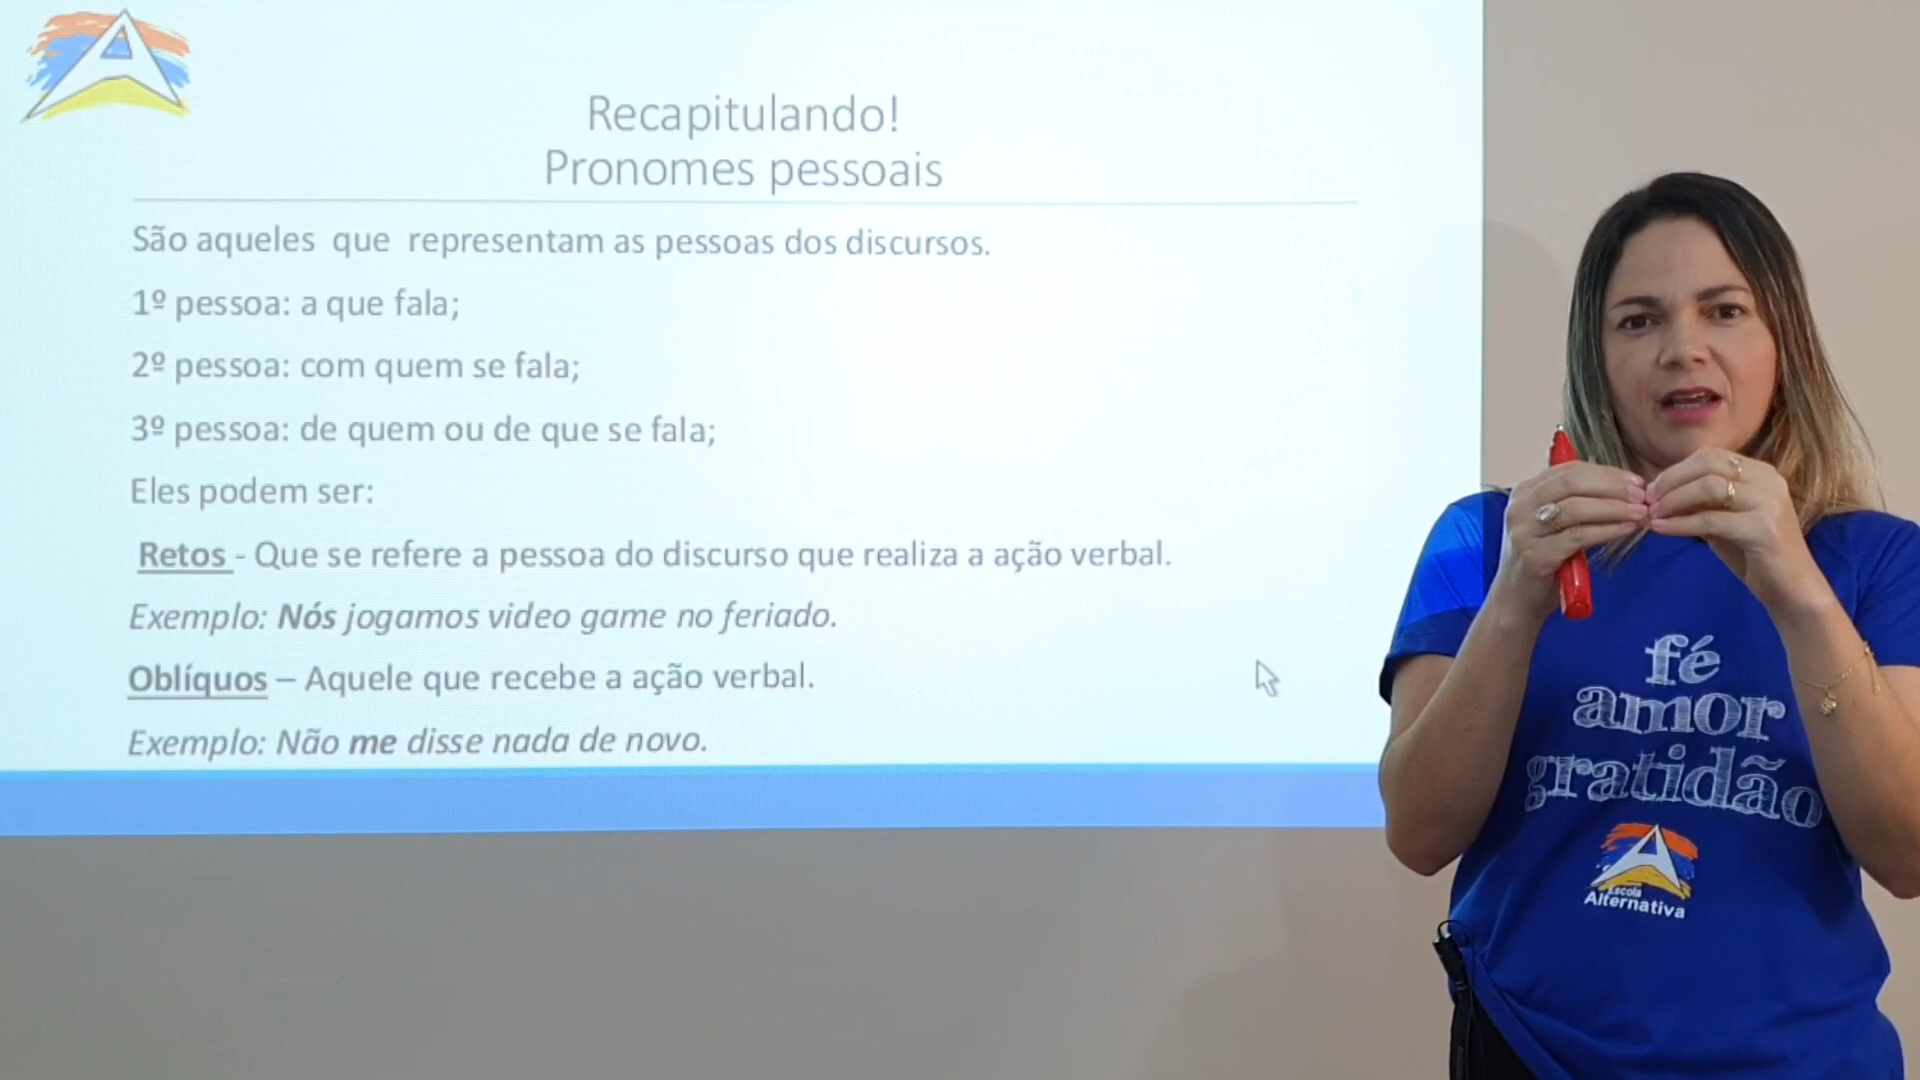 Recapitulando!
Pronomes pessoais
São aqueles que representam as pessoas dos discursos.
1º pessoa: a que fala;
2º pessoa: com quem se fala;
3º pessoa: de quem ou de que se fala;
Eles podem ser:
Retos - Que se refere a pessoa do discurso que realiza a ação verbal.
Exemplo: Nós jogamos video game no feriado.
Oblíquos – Aquele que recebe a ação verbal.
Exemplo: Não me disse nada de novo.
fé
amor
gratidão
Escola
Alternativa